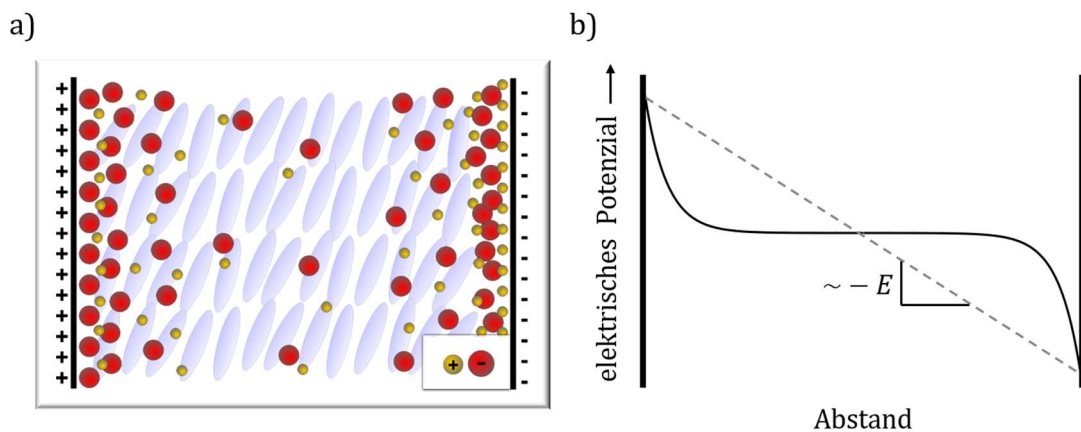 a)
+ -
b)
elektrisches Potenzial →
~ − E
Abstand